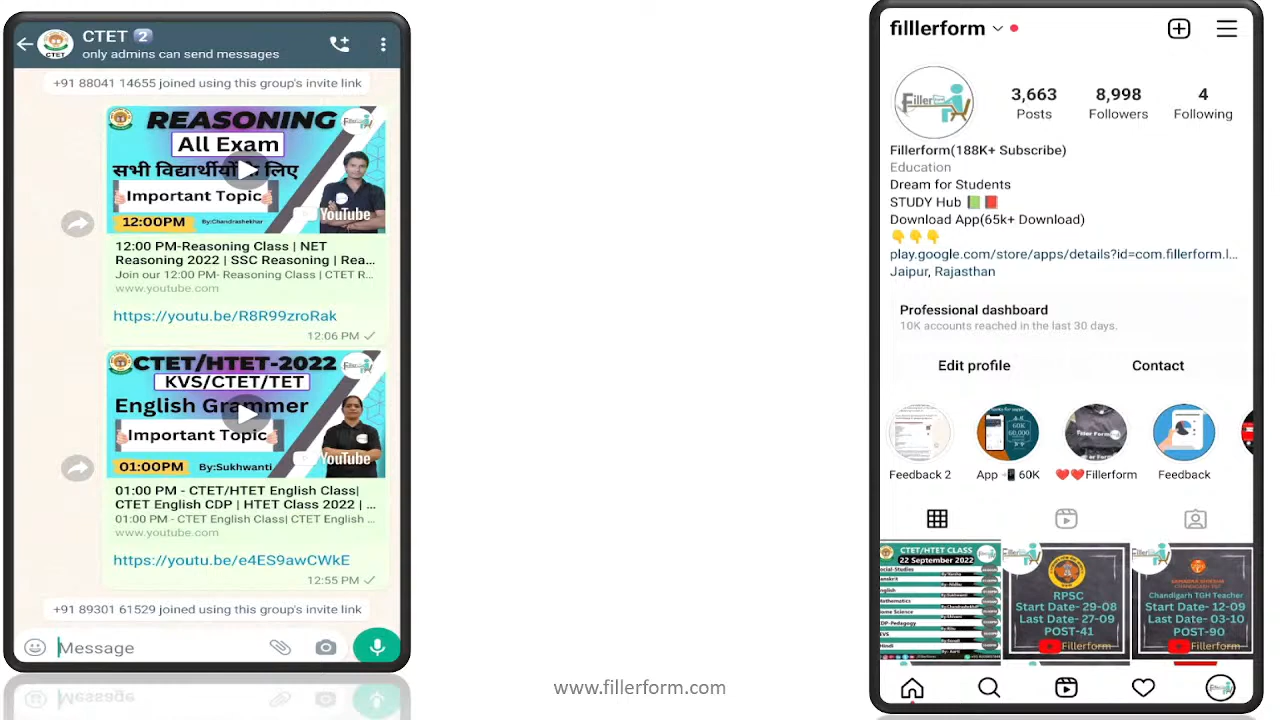 CTET 2
only admins can send messages
+91 88041 14655 joined using this group's invite link
REASONING
All Exam
सभी विद्यार्थीयों के लिए
Important Topic
12:00PM
By:Chandrashekhar
YouTube
12:00 PM-Reasoning Class | NET
Reasoning 2022 | SSC Reasoning | Rea...
Join our 12:00 PM- Reasoning Class | CTET R...
www.youtube.com
https://youtu.be/R8R99zroRak
12:06 PM
CTET/HTET-2022
KVS/CTET/TET
English Grammer
Important Topic
01:00PM
By:Sukhwanti
YouTube
01:00 PM - CTET/HTET English Class|
CTET English CDP | HTET Class 2022 | ...
01:00 PM - CTET English Class| CTET English ...
www.youtube.com
https://youtu.be/e4ES9awCWkE
12:55 PM
+91 89301 61529 joined using this group's invite link
Message
www.fillerform.com
filllerform
3,663
8,998
4
Posts
Followers
Following
Fillerform(188K+ Subscribe)
Education
Dream for Students
STUDY Hub
Download App(65k+ Download)
play.google.com/store/apps/details?id=com.fillerform.l...
Jaipur, Rajasthan
Professional dashboard
10K accounts reached in the last 30 days.
Edit profile
Contact
Feedback 2
App 60K
Fillerform
Feedback
CTET/HTET CLASS
22 September 2022
RPSC
Start Date- 29-08
Last Date- 27-09
POST-41
Fillerform
Chandigarh TGH Teacher
Start Date- 12-09
Last Date- 03-10
POST-90
Fillerform